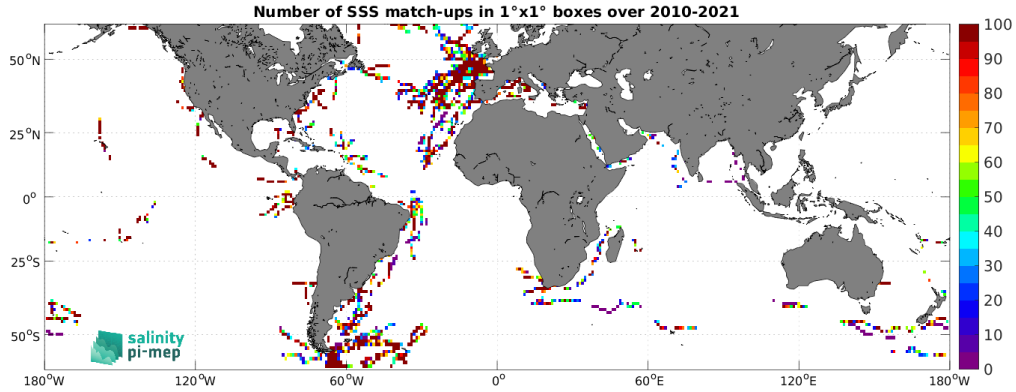 Number of SSS match-ups in 1°x1° boxes over 2010-2021
50°N
25°N
0°
25°S
50°S
180°W
120°W
60°W
0°
60°E
120°E
180°W
100
90
80
70
60
50
40
30
20
10
0
salinity
pi-mep